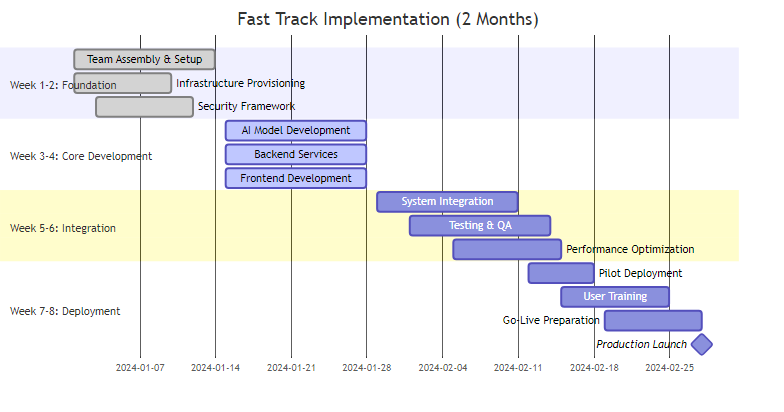 Fast Track Implementation (2 Months)
Week 1-2: Foundation
Team Assembly & Setup
Infrastructure Provisioning
Security Framework
Week 3-4: Core Development
AI Model Development
Backend Services
Frontend Development
Week 5-6: Integration
System Integration
Testing & QA
Performance Optimization
Week 7-8: Deployment
Pilot Deployment
User Training
Go-Live Preparation
Production Launch
2024-01-07
2024-01-14
2024-01-21
2024-01-28
2024-02-04
2024-02-11
2024-02-18
2024-02-25